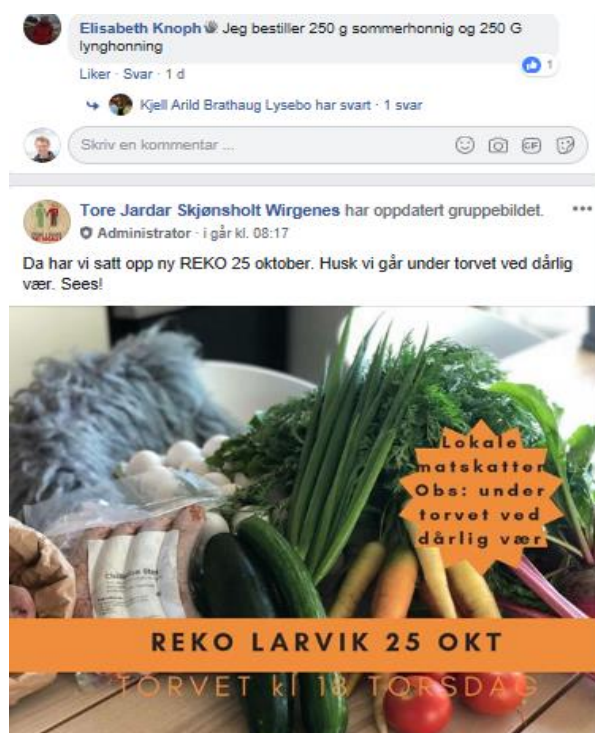 Elisabeth Knoph Jeg bestiller 250 g sommerhonnig og 250 G
lynghonning
Liker · Svar · 1 d
1
Kjell Arild Brathaug Lysebo har svart · 1 svar
Skriv en kommentar ...
GIF
Tore Jardar Skjønsholt Wirgenes har oppdatert gruppebildet.
Administrator · i går kl. 08:17
Da har vi satt opp ny REKO 25 oktober. Husk vi går under torvet ved dårlig
vær. Sees!
Lokale
matskatter
Obs: under
torvet ved
dårlig vær
REKO LARVIK 25 OKT
TORVET kl 18 TORSDAG